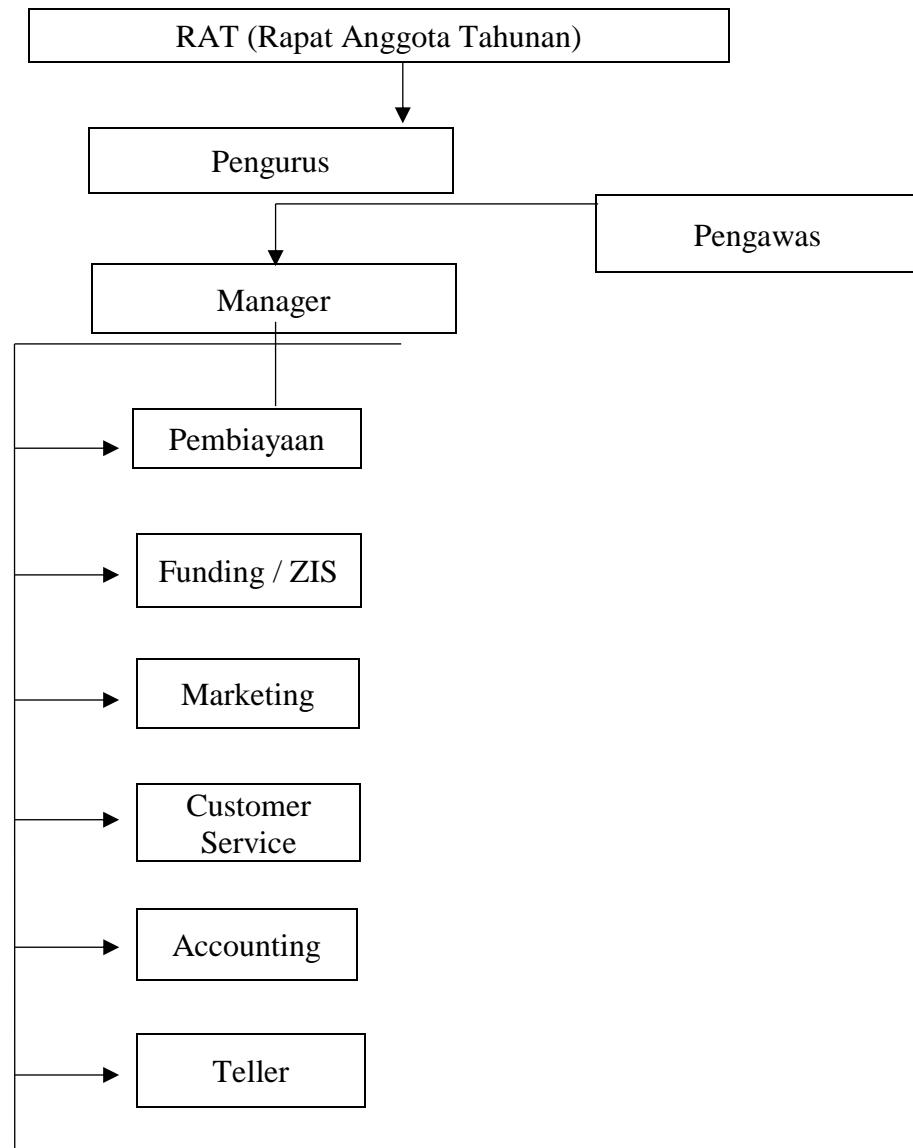 RAT (Rapat Anggota Tahunan)
Pengurus
Pengawas
Manager
Pembiayaan
Funding / ZIS
Marketing
Customer
Service
Accounting
Teller